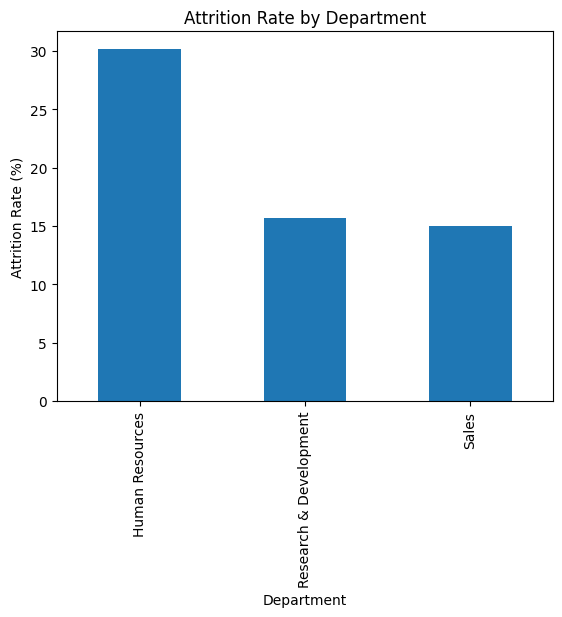 Attrition Rate by Department
Attrition Rate (%)
30
25
20
15
10
5
0
Human Resources
Research & Development
Sales
Department